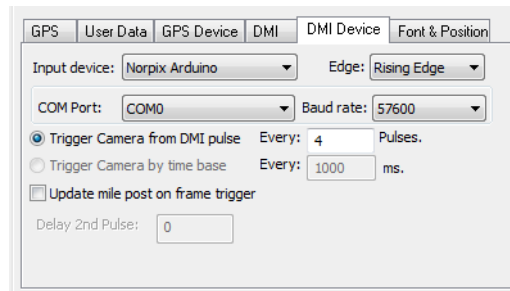 GPS User Data GPS Device DMI DMI Device Font & Position
Input device: Norpix Arduino Edge: Rising Edge
COM Port: COM0 Baud rate: 57600
Trigger Camera from DMI pulse Every: 4 Pulses.
Trigger Camera by time base Every: 1000 ms.
Update mile post on frame trigger
Delay 2nd Pulse: 0